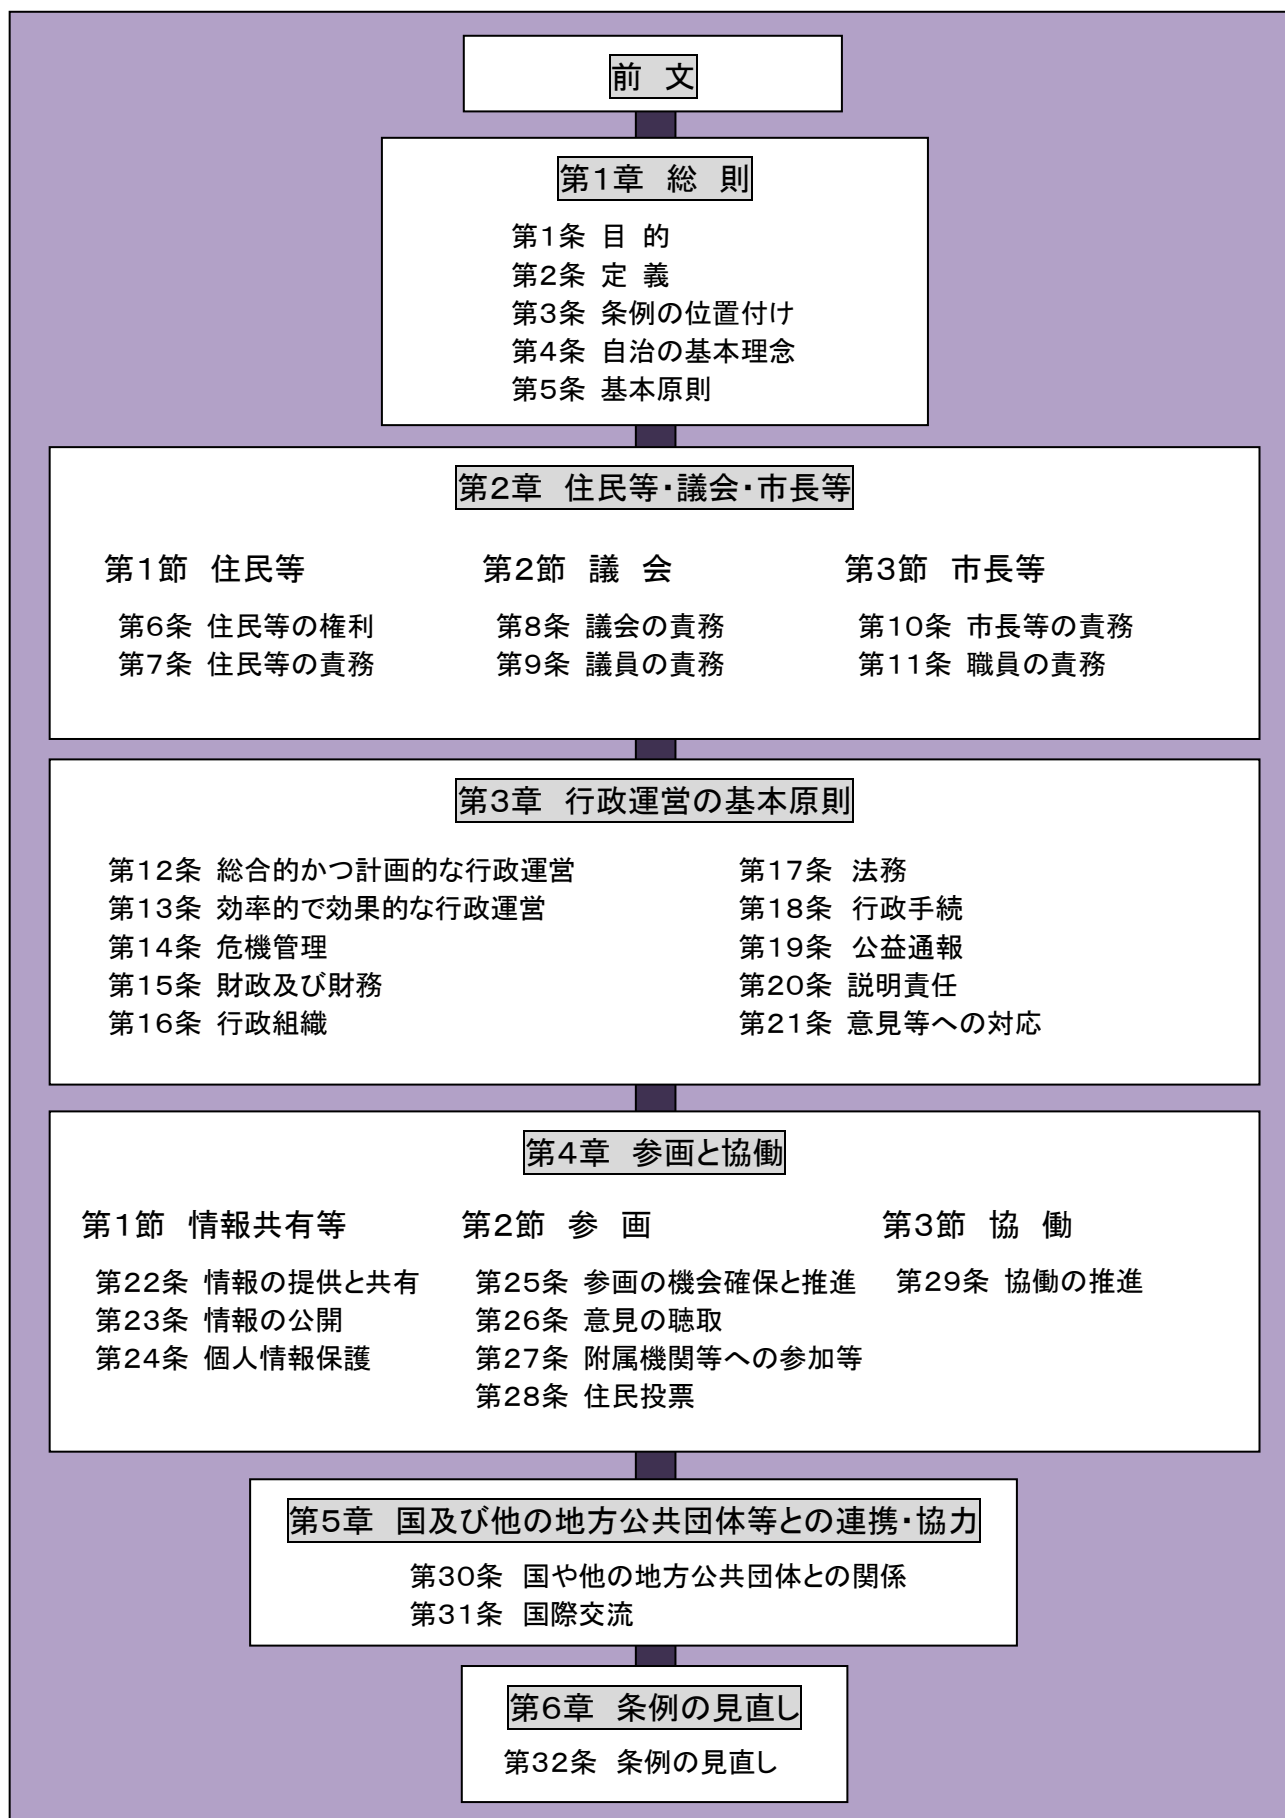 前　文
第１章　総　則
第１条 目 的
第２条 定 義
第３条 条例の位置付け
第４条 自治の基本理念
第５条 基本原則
第２章　住民等・議会・市長等
第１節 住民等
第６条 住民等の権利
第７条 住民等の責務
第２節 議 会
第８条 議会の責務
第９条 議員の責務
第３節 市長等
第１０条 市長等の責務
第１１条 職員の責務
第３章　行政運営の基本原則
第１２条 総合的かつ計画的な行政運営
第１３条 効率的で効果的な行政運営
第１４条 危機管理
第１５条 財政及び財務
第１６条 行政組織
第１７条 法務
第１８条 行政手続
第１９条 公益通報
第２０条 説明責任
第２１条 意見等への対応
第４章　参画と協働
第１節 情報共有等
第２２条 情報の提供と共有
第２３条 情報の公開
第２４条 個人情報保護
第２節 参 画
第２５条 参画の機会確保と推進
第２６条 意見の聴取
第２７条 附属機関等への参加等
第２８条 住民投票
第３節 協 働
第２９条 協働の推進
第５章　国及び他の地方公共団体等との連携・協力
第３０条　国や他の地方公共団体との関係
第３１条　国際交流
第６章　条例の見直し
第３２条　条例の見直し